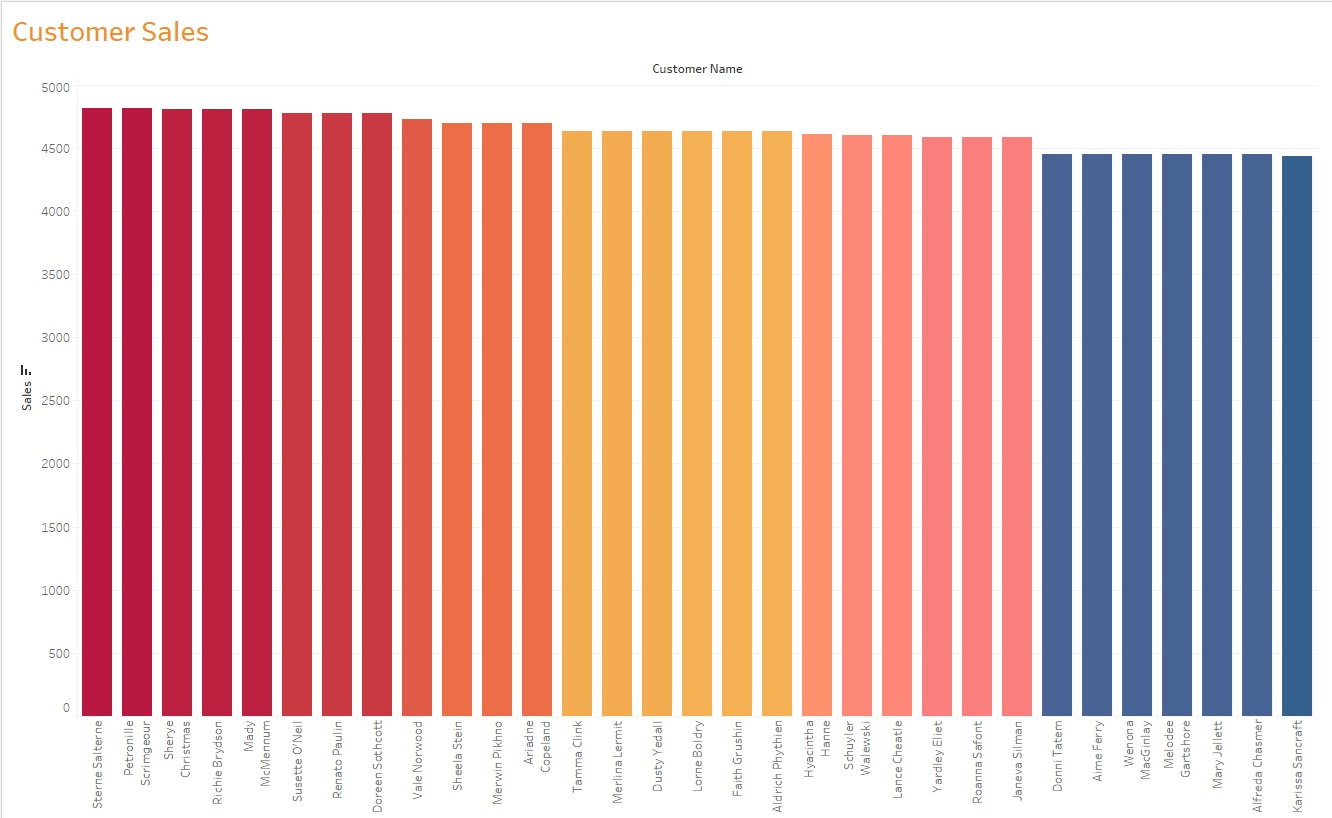 Customer Sales
Customer Name
5000
4500
4000
3500
3000
2500
2000
1500
1000
500
0
Sales
Sterne Salterne
Petronille
Scrimgeour
Sherye
Christmas
Richie Brydson
Mady
McMennum
Susette O'Neil
Renato Paulin
Doreen Sothcott
Vale Norwood
Sheela Stein
Merwin Pikhno
Ariadne
Copeland
Tamma Clink
Merlina Lermit
Dusty Yedall
Lorne Boldry
Faith Grushin
Aldrich Phythien
Hyacintha
Hanne
Schuyler
Walewski
Lance Cheatle
Yardley Eliet
Roanna Safont
Janeva Silman
Donni Tatem
Aime Ferry
Wenona
MacGinlay
Melodee
Gartshore
Mary Jellett
Alfreda Chasmer
Karissa Sancraft